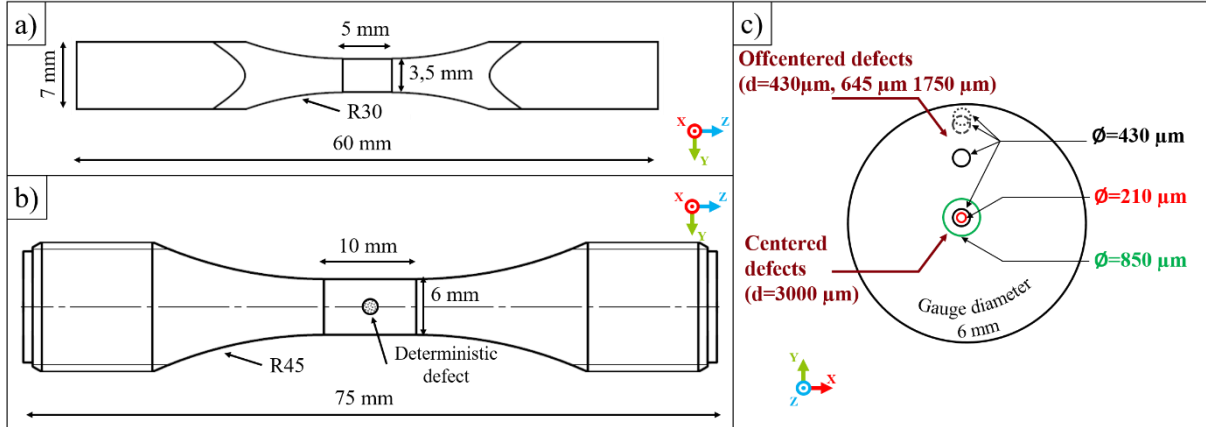 a)
5 mm
7 mm
3,5 mm
R30
60 mm
X
Z
Y
b)
X
Z
Y
10 mm
6 mm
R45
Deterministic
defect
75 mm
c)
Offcentered defects
(d=430µm, 645 µm 1750 µm)
Ø=430 µm
Ø=210 µm
Ø=850 µm
Centered
defects
(d=3000 µm)
Gauge diameter
6 mm
Y
Z
X